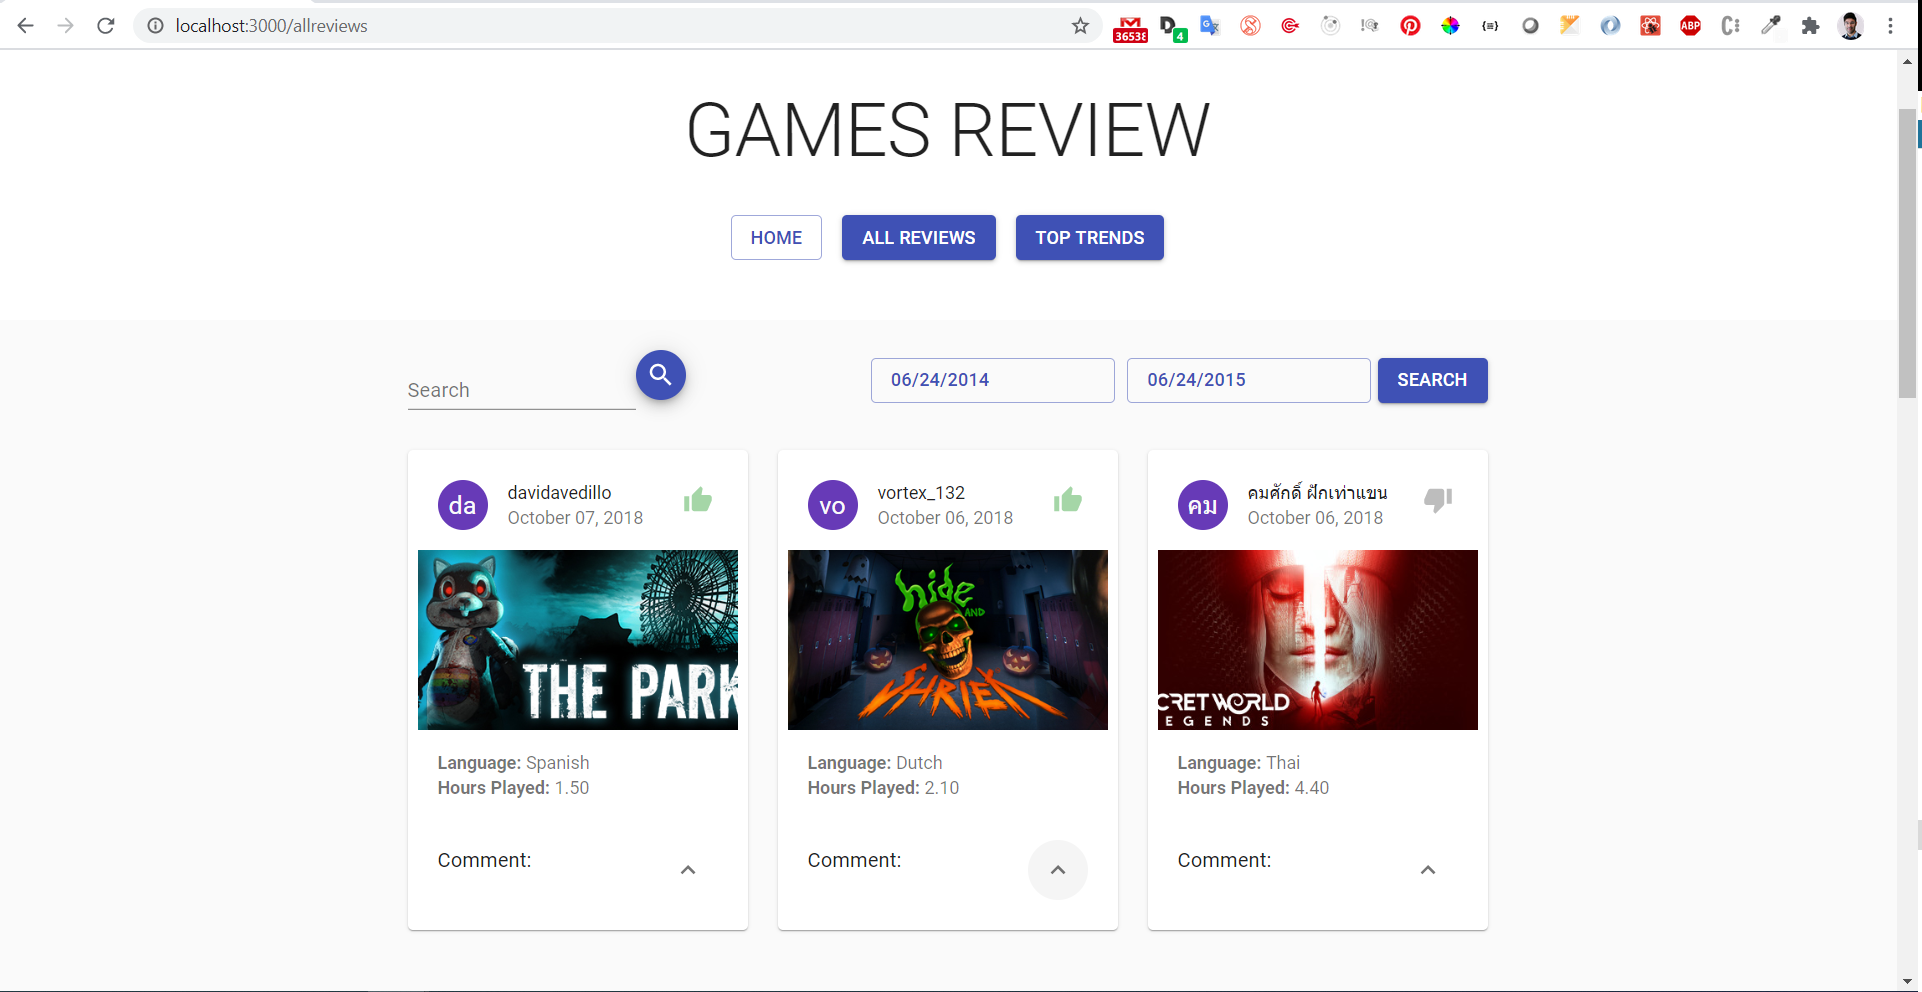 localhost:3000/allreviews
36538
4
ABP
GAMES REVIEW
HOME
ALL REVIEWS
TOP TRENDS
Search
06/24/2014
06/24/2015
SEARCH
da
davidavedillo
October 07, 2018
THE PARK
Language: Spanish
Hours Played: 1.50
Comment:
vo
vortex_132
October 06, 2018
hide
AND
SHRIEK
Language: Dutch
Hours Played: 2.10
Comment:
คม
คมศักดิ์ ฝักเท่าแขน
October 06, 2018
CRET WORLD
EGENDS
Language: Thai
Hours Played: 4.40
Comment: